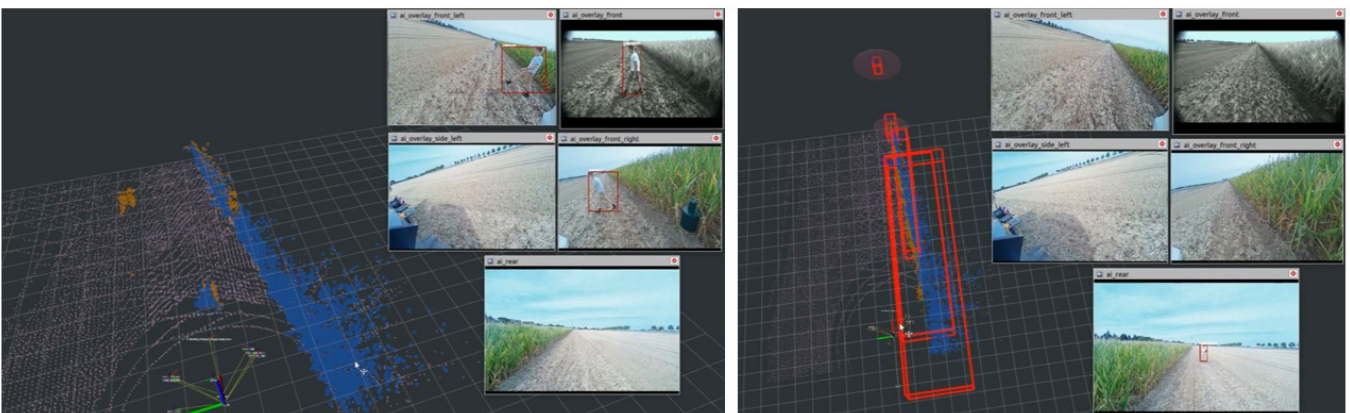 ai_overlay_front_left
ai_overlay_front
ai_overlay_side_left
ai_overlay_front_right
ai_rear
ai_overlay_front_left
ai_overlay_front
ai_overlay_side_left
ai_overlay_front_right
ai_rear